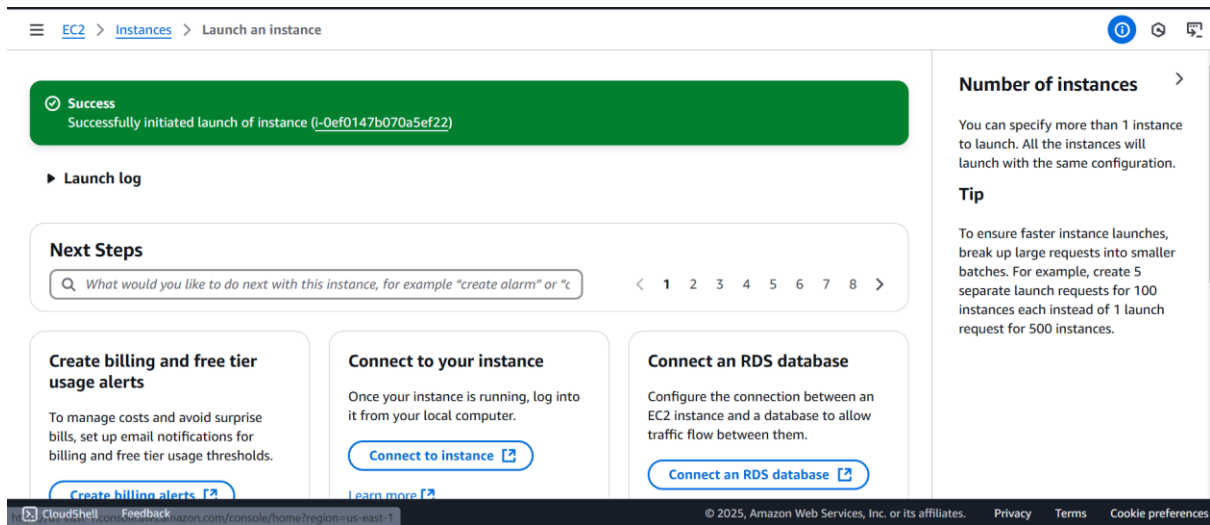 EC2 > Instances > Launch an instance
Success
Successfully initiated launch of instance (i-0ef0147b070a5ef22)
Launch log
Next Steps
What would you like to do next with this instance, for example "create alarm" or "c
1 2 3 4 5 6 7 8
Create billing and free tier
usage alerts
To manage costs and avoid surprise
bills, set up email notifications for
billing and free tier usage thresholds.
Create billing alerts
Connect to your instance
Once your instance is running, log into
it from your local computer.
Connect to instance
Learn more
Connect an RDS database
Configure the connection between an
EC2 instance and a database to allow
traffic flow between them.
Connect an RDS database
Number of instances
You can specify more than 1 instance
to launch. All the instances will
launch with the same configuration.
Tip
To ensure faster instance launches,
break up large requests into smaller
batches. For example, create 5
separate launch requests for 100
instances each instead of 1 launch
request for 500 instances.
CloudShell Feedback
© 2025, Amazon Web Services, Inc. or its affiliates. Privacy Terms Cookie preferences